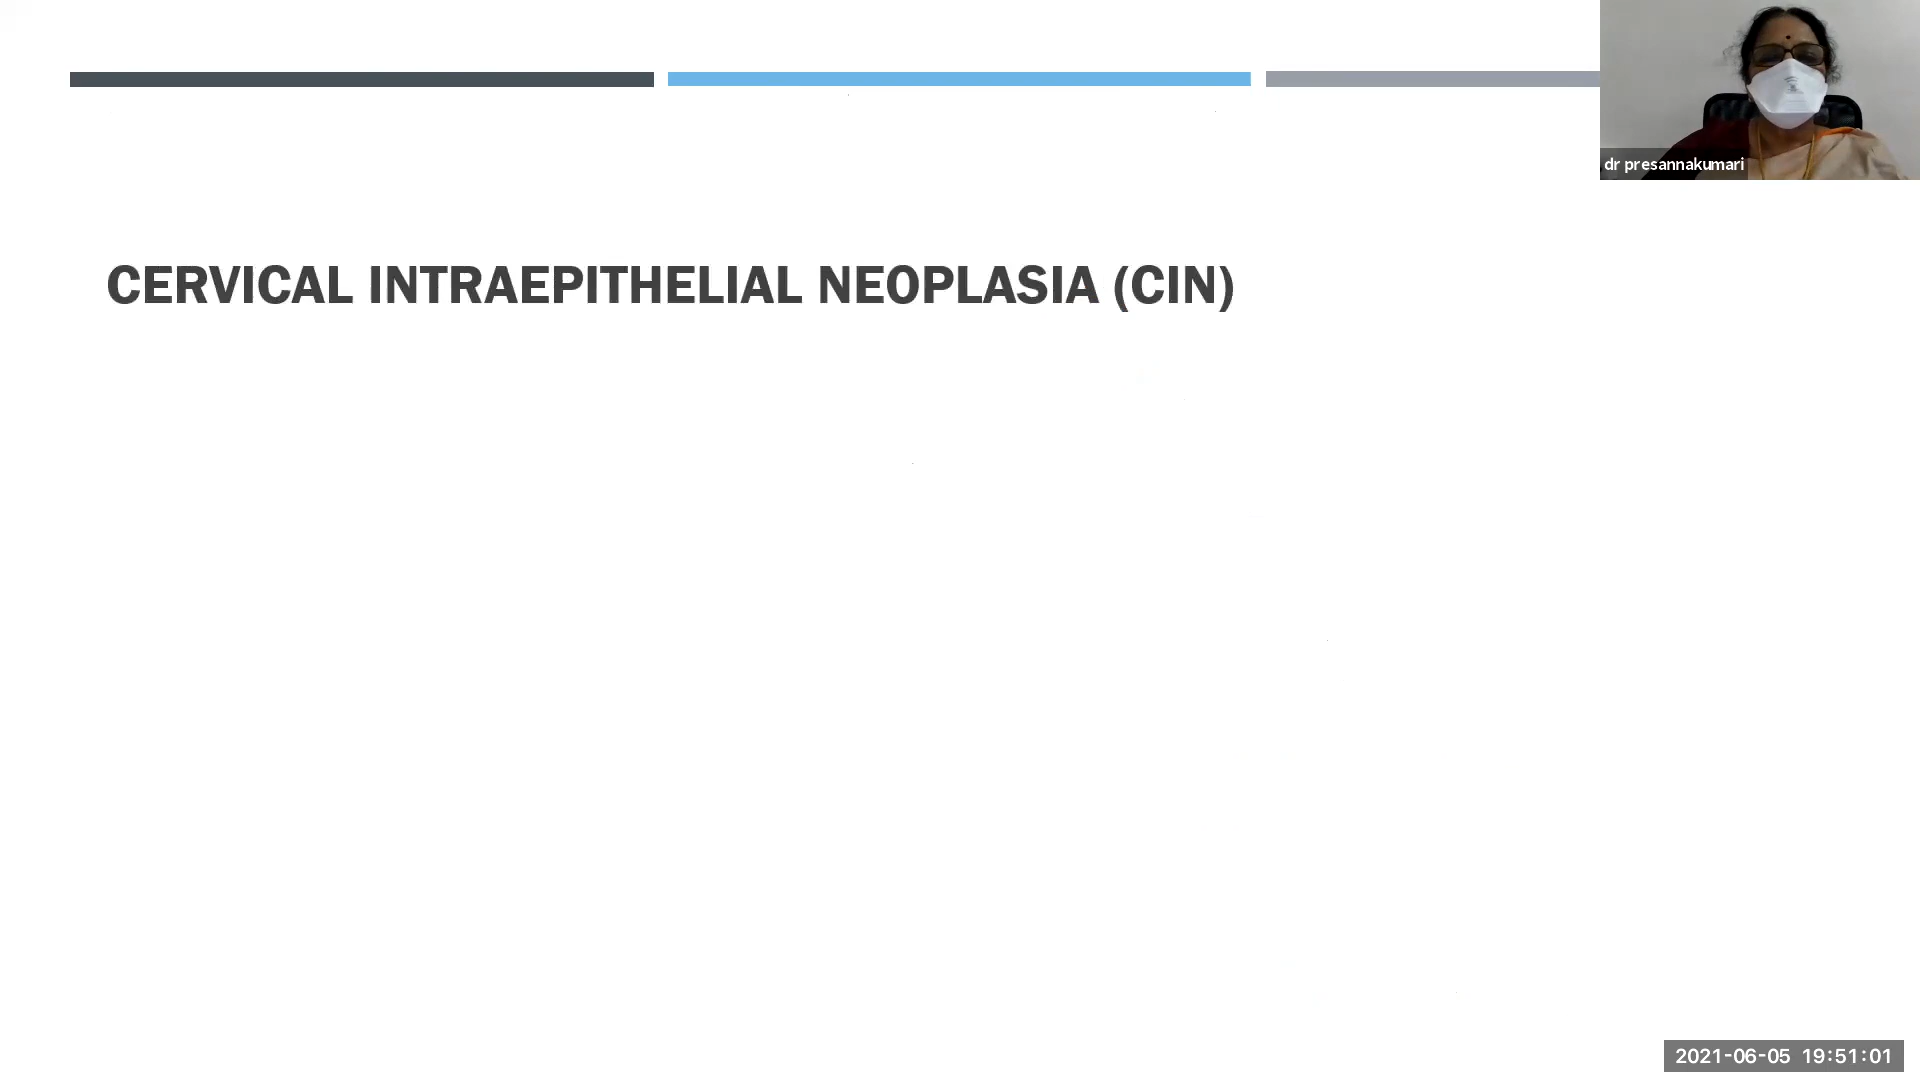 dr presannakumari
CERVICAL INTRAEPITHELIAL NEOPLASIA (CIN)
2021-06-05 19:51:01